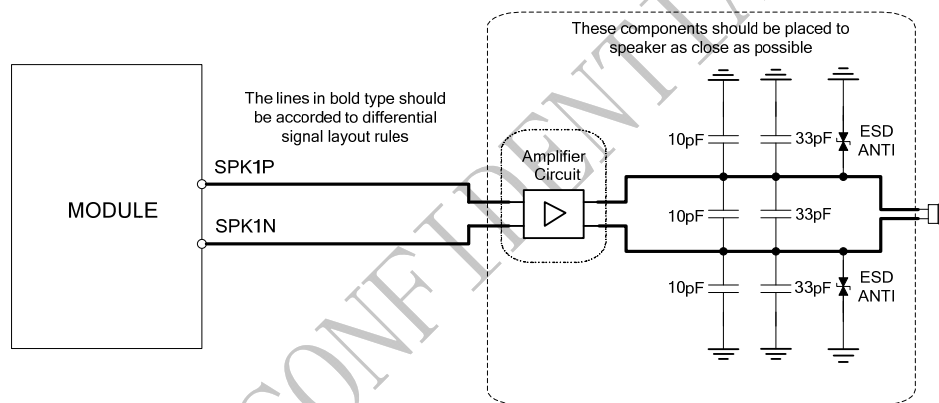 These components should be placed to
speaker as close as possible
The lines in bold type should
be accorded to differential
signal layout rules
10pF
33pF
ESD
ANTI
Amplifier
Circuit
SPK1P
MODULE
10pF
33pF
SPK1N
10pF
33pF
ESD
ANTI
CONFIDENTIAL